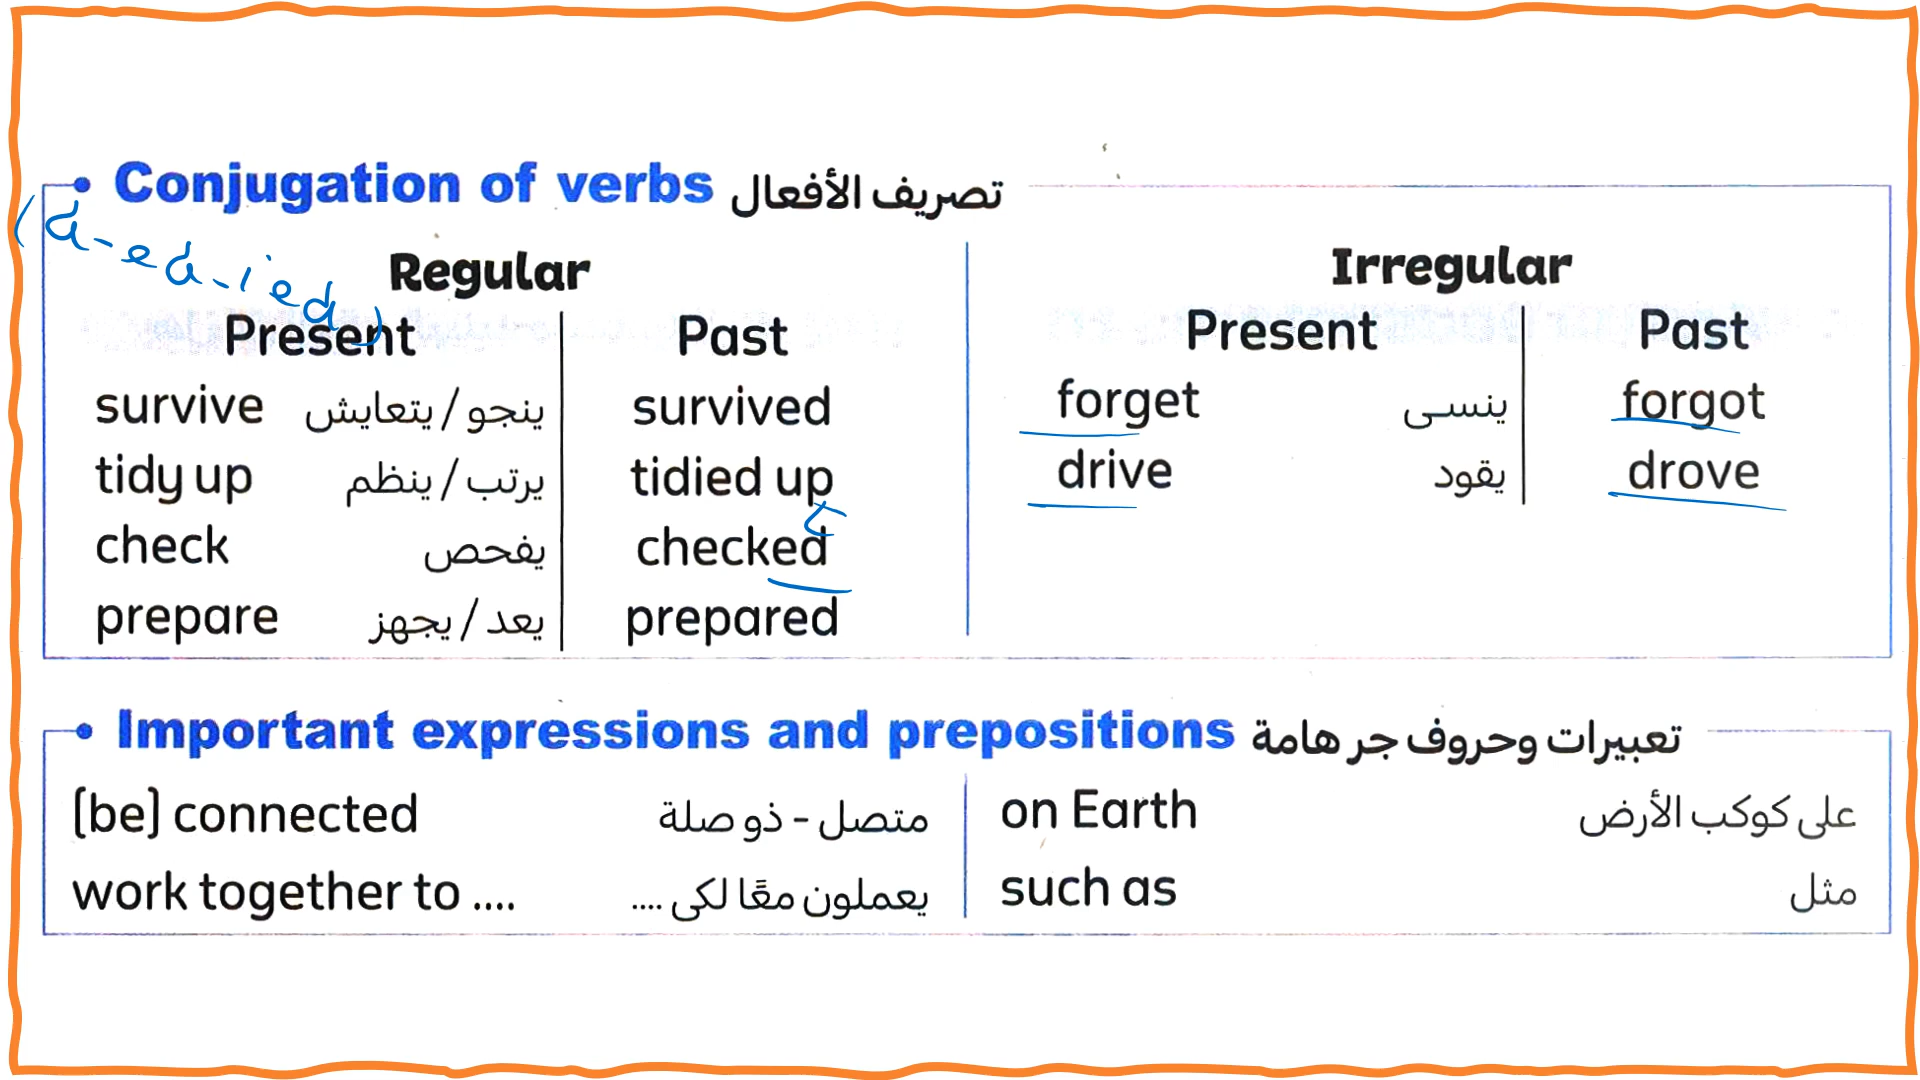 Conjugation of verbs تصريف الأفعال
(d-ed-ied)
Regular
Present Past
survive ينجو / يتعايش survived
tidy up يرتب / ينظم tidied up
check يفحص checked
prepare يعد / يجهز prepared
Irregular
Present Past
forget ينسى forgot
drive يقود drove
Important expressions and prepositions تعبيرات وحروف جر هامة
(be) connected متصل - ذو صلة
work together to .... يعملون معًا لكى ....
on Earth على كوكب الأرض
such as مثل